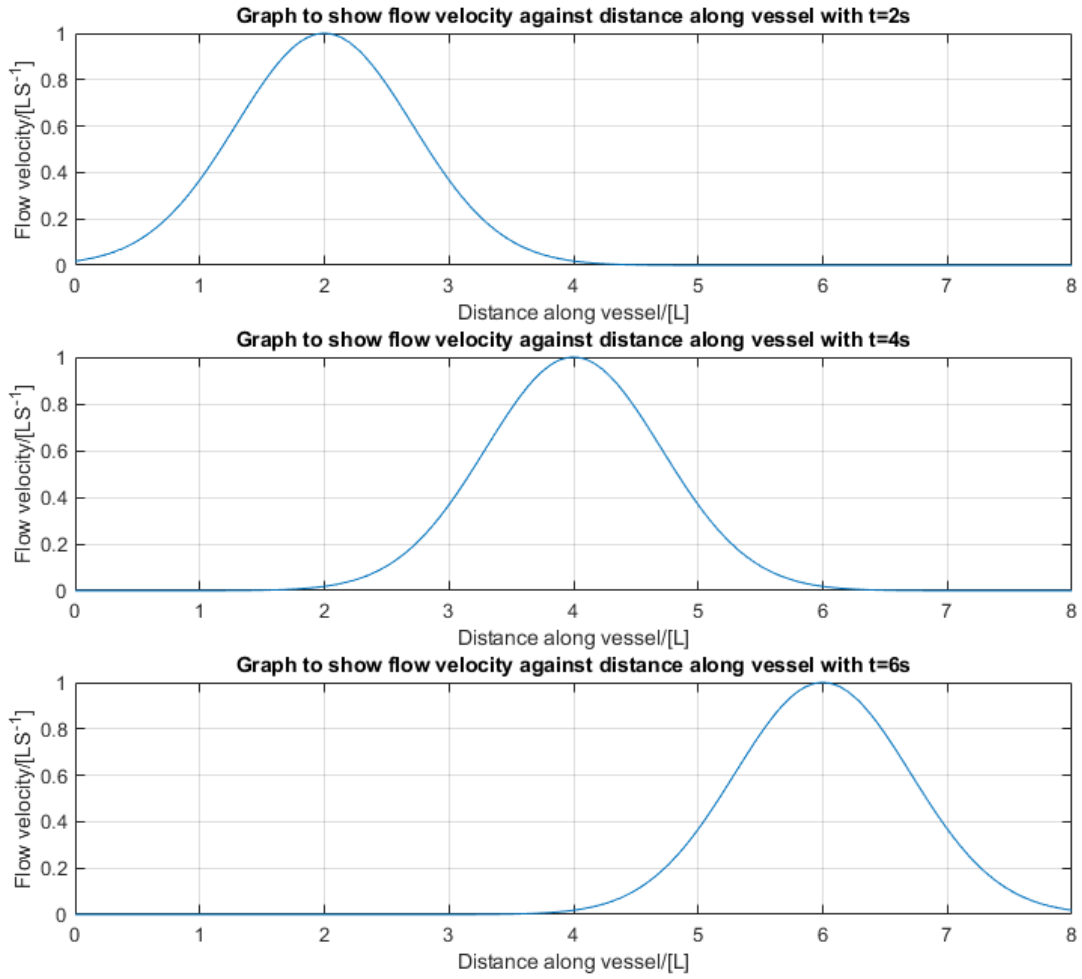 Graph to show flow velocity against distance along vessel with t=2s
1
0.8
0.6
0.4
0.2
0
Flow velocity/[LS⁻¹]
0 1 2 3 4 5 6 7 8
Distance along vessel/[L]
Graph to show flow velocity against distance along vessel with t=4s
1
0.8
0.6
0.4
0.2
0
Flow velocity/[LS⁻¹]
0 1 2 3 4 5 6 7 8
Distance along vessel/[L]
Graph to show flow velocity against distance along vessel with t=6s
1
0.8
0.6
0.4
0.2
0
Flow velocity/[LS⁻¹]
0 1 2 3 4 5 6 7 8
Distance along vessel/[L]